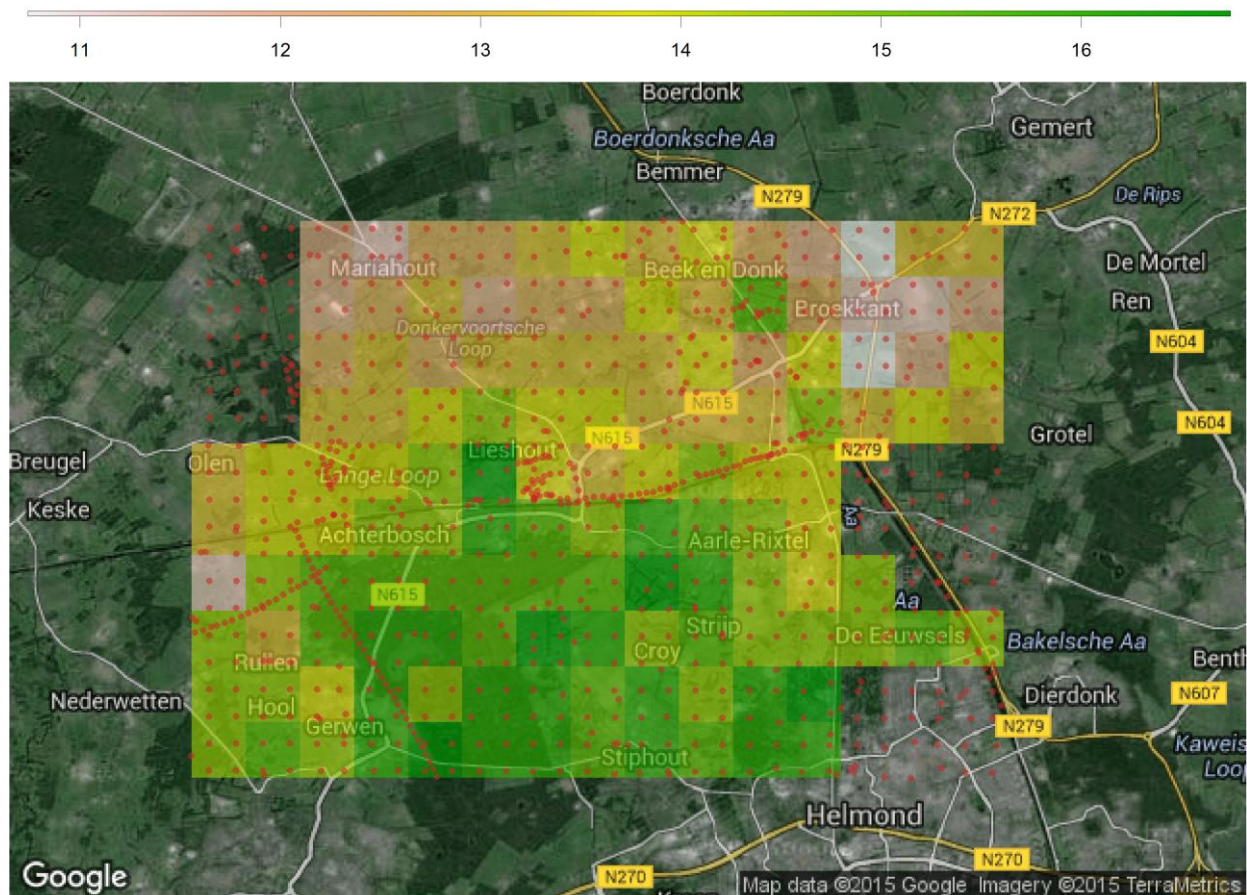 11 12 13 14 15 16
Boerdonk
Gemert
Boerdonksche Aa
Bemmer
De Rips
N279
N272
Mariahout
Beek en Donk
De Mortel
Ren
Broekkant
Donkervoortsche
Loop
N604
N615
N604
N615
Grotel
Lieshout
N279
Breugel
Olen
Lange Loop
Keske
Aa
Achterbosch
Aarle-Rixtel
N615
Aa
Strijp
De Eeuwsels
Bakelsche Aa
Croy
Rullen
Benth
Nederwetten
Hool
Dierdonk
N607
Gerwen
N279
Kaweis
Loop
Stiphout
Helmond
N270
N270
Google
Map data ©2015 Google Imagery ©2015 TerraMetrics